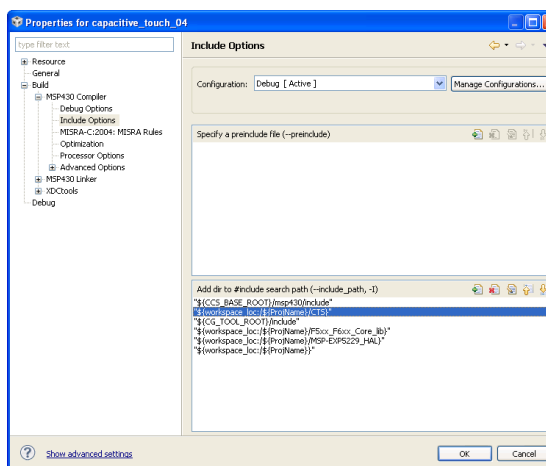 Properties for capacitive_touch_04
type filter text
Resource
General
Build
MSP430 Compiler
Debug Options
Include Options
MISRA-C:2004: MISRA Rules
Optimization
Processor Options
Advanced Options
MSP430 Linker
XDCtools
Debug
Include Options
Configuration: Debug [ Active ] Manage Configurations...
Specify a preinclude file (--preinclude)
Add dir to #include search path (--include_path, -I)
"${CCS_BASE_ROOT}/msp430/include"
"${workspace_loc:/${ProjName}/CTS}"
"${CG_TOOL_ROOT}/include"
"${workspace_loc:/${ProjName}/F5xx_F6xx_Core_lib}"
"${workspace_loc:/${ProjName}/MSP-EXP5229_HAL}"
"${workspace_loc:/${ProjName}}"
Show advanced settings
OK Cancel